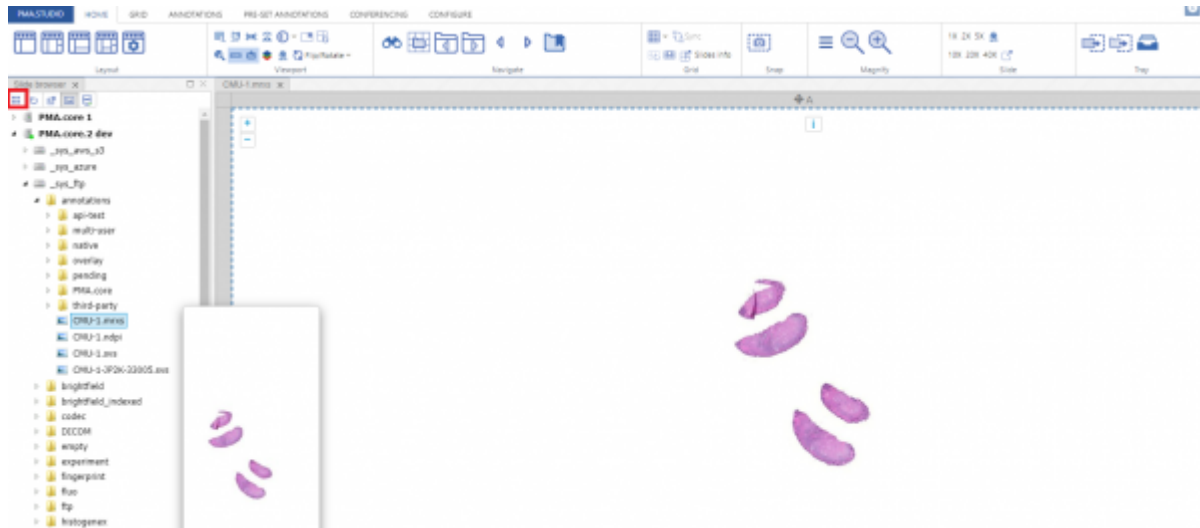 PMA.STUDIO HOME GRID ANNOTATIONS PRE-SET ANNOTATIONS CONFERENCING CONFIGURE
Sync 1X 2X 5X
Flip/Rotate Slides info 10X 20X 40X
Layout Viewport Navigate Grid Snap Magnify Slide Tray
Slide browser CMU-1.mrxs
A
PMA.core 1
PMA.core.2 dev
_sys_aws_s3
_sys_azure
_sys_ftp
annotations
api-test
multi-user
native
overlay
pending
PMA.core
third-party
CMU-1.mrxs
CMU-1.ndpi
CMU-1.svs
CMU-1-JP2K-33005.svs
brightfield
brightfield_indexed
codec
DICOM
empty
experiment
fingerprint
fluo
ftp
histogenex